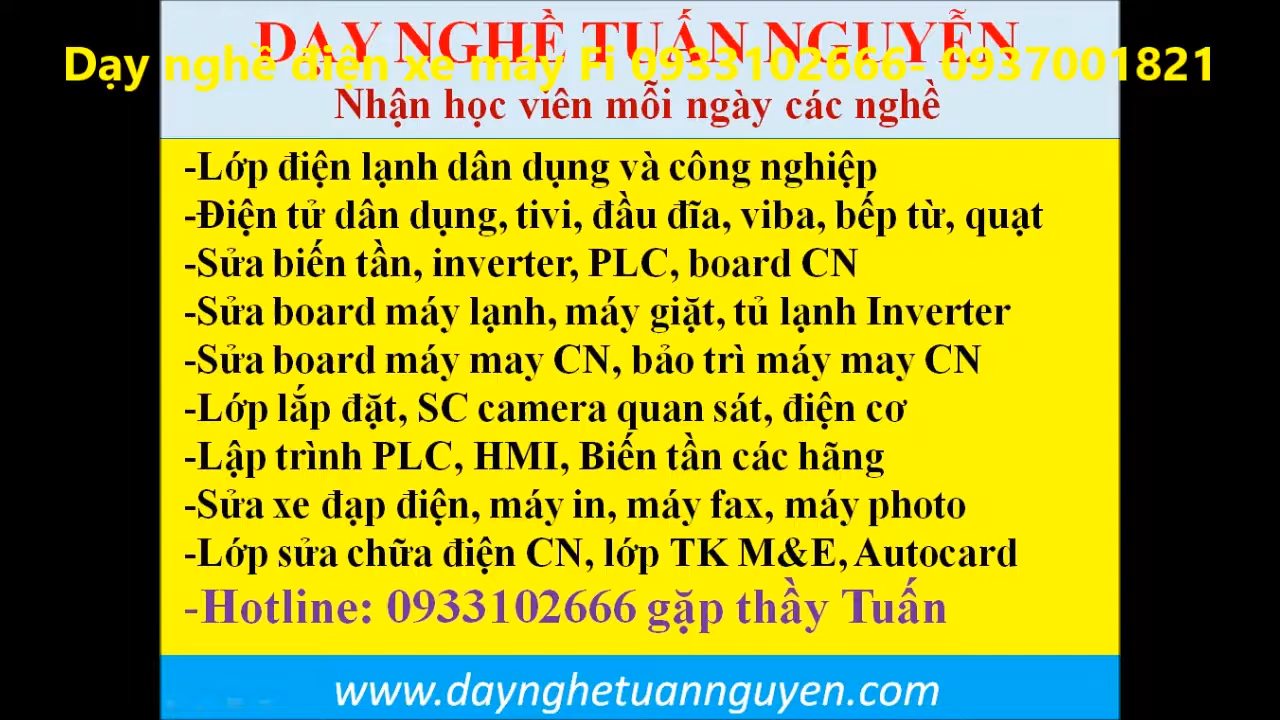 DẠY NGHỀ TUẤN NGUYỄN
Dạy nghề điện xe máy Fi 0933102666- 0937001821
Nhận học viên mỗi ngày các nghề
-Lớp điện lạnh dân dụng và công nghiệp
-Điện tử dân dụng, tivi, đầu đĩa, viba, bếp từ, quạt
-Sửa biến tần, inverter, PLC, board CN
-Sửa board máy lạnh, máy giặt, tủ lạnh Inverter
-Sửa board máy may CN, bảo trì máy may CN
-Lớp lắp đặt, SC camera quan sát, điện cơ
-Lập trình PLC, HMI, Biến tần các hãng
-Sửa xe đạp điện, máy in, máy fax, máy photo
-Lớp sửa chữa điện CN, lớp TK M&E, Autocard
-Hotline: 0933102666 gặp thầy Tuấn
www.daynghetuannguyen.com